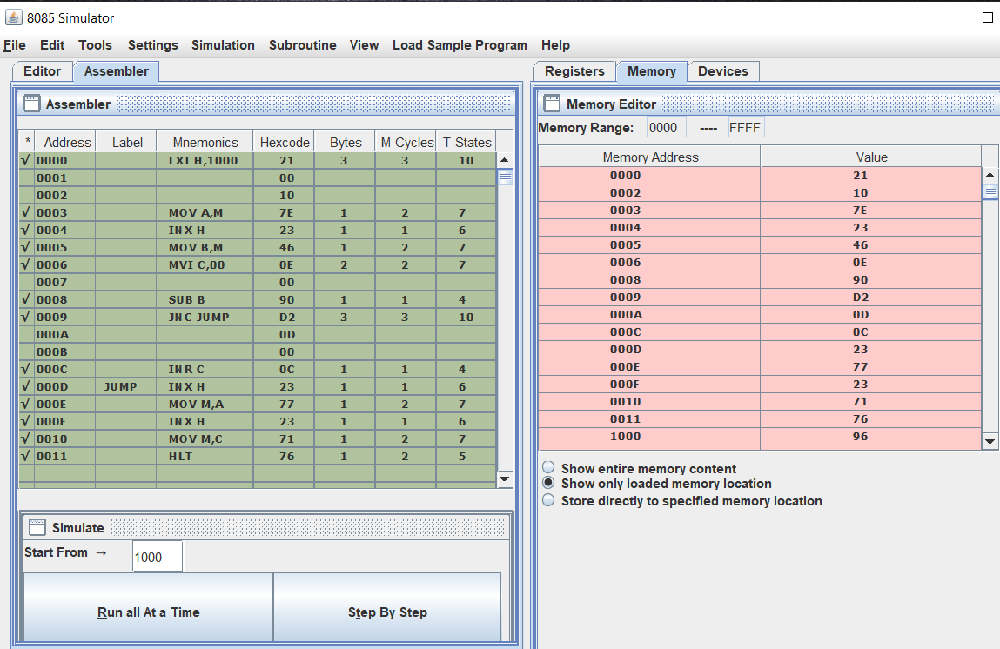 8085 Simulator
File Edit Tools Settings Simulation Subroutine View Load Sample Program Help
Editor Assembler
Assembler
* Address Label Mnemonics Hexcode Bytes M-Cycles T-States
√ 0000 LXI H,1000 21 3 3 10
0001 00
0002 10
√ 0003 MOV A,M 7E 1 2 7
√ 0004 INX H 23 1 1 6
√ 0005 MOV B,M 46 1 2 7
√ 0006 MVI C,00 0E 2 2 7
0007 00
√ 0008 SUB B 90 1 1 4
√ 0009 JNC JUMP D2 3 3 10
000A 0D
000B 00
√ 000C INR C 0C 1 1 4
√ 000D JUMP INX H 23 1 1 6
√ 000E MOV M,A 77 1 2 7
√ 000F INX H 23 1 1 6
√ 0010 MOV M,C 71 1 2 7
√ 0011 HLT 76 1 2 5
Simulate
Start From → 1000
Run all At a Time Step By Step
Registers Memory Devices
Memory Editor
Memory Range: 0000 ---- FFFF
Memory Address Value
0000 21
0002 10
0003 7E
0004 23
0005 46
0006 0E
0008 90
0009 D2
000A 0D
000C 0C
000D 23
000E 77
000F 23
0010 71
0011 76
1000 96
Show entire memory content
Show only loaded memory location
Store directly to specified memory location